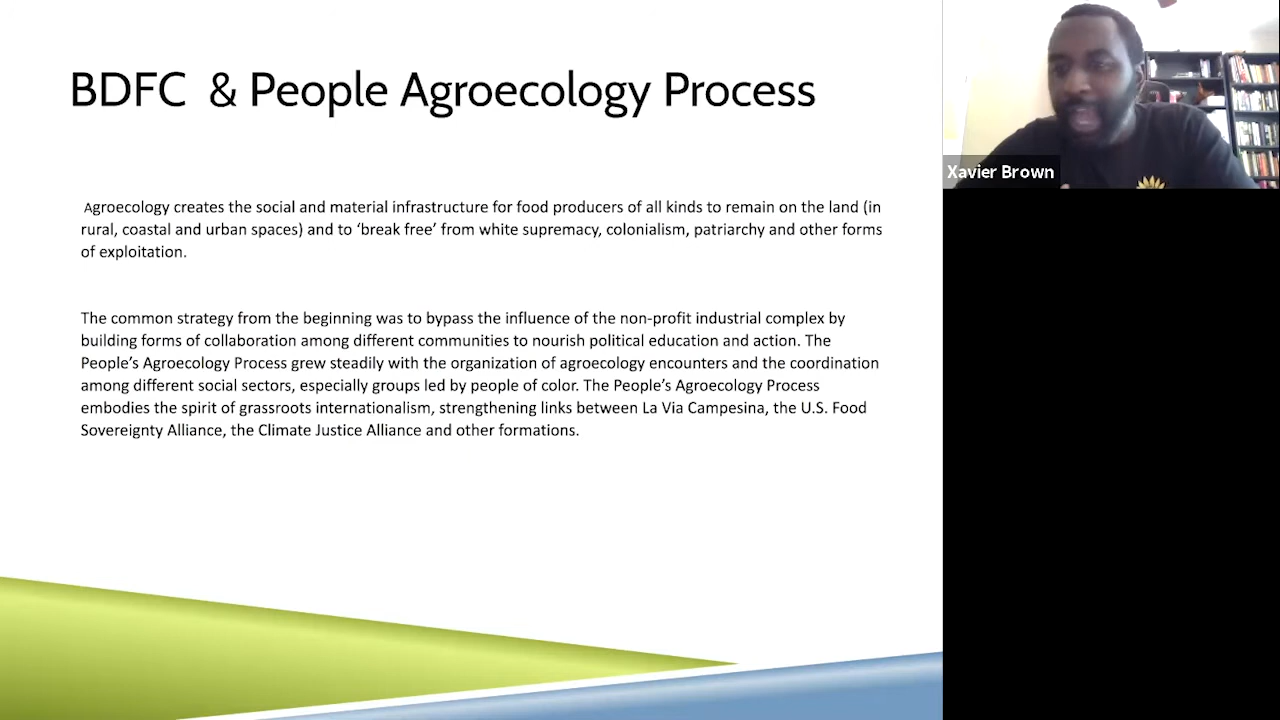 BDFC & People Agroecology Process
Xavier Brown
Agroecology creates the social and material infrastructure for food producers of all kinds to remain on the land (in
rural, coastal and urban spaces) and to ‘break free’ from white supremacy, colonialism, patriarchy and other forms
of exploitation.
The common strategy from the beginning was to bypass the influence of the non-profit industrial complex by
building forms of collaboration among different communities to nourish political education and action. The
People’s Agroecology Process grew steadily with the organization of agroecology encounters and the coordination
among different social sectors, especially groups led by people of color. The People’s Agroecology Process
embodies the spirit of grassroots internationalism, strengthening links between La Via Campesina, the U.S. Food
Sovereignty Alliance, the Climate Justice Alliance and other formations.